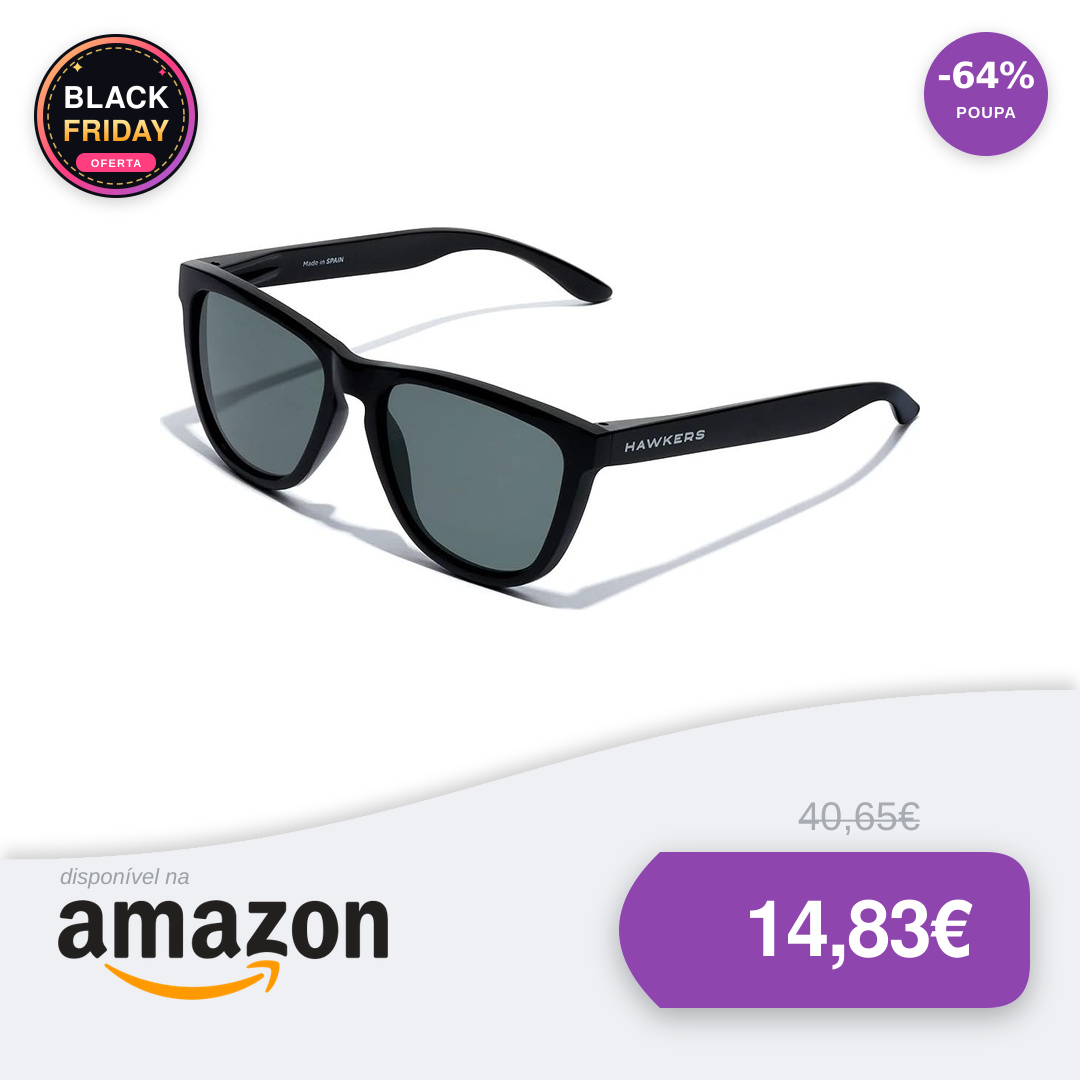 BLACK
FRIDAY
OFERTA
-64%
POUPA
Made in SPAIN
HAWKERS
40,65€
disponível na
amazon
14,83€